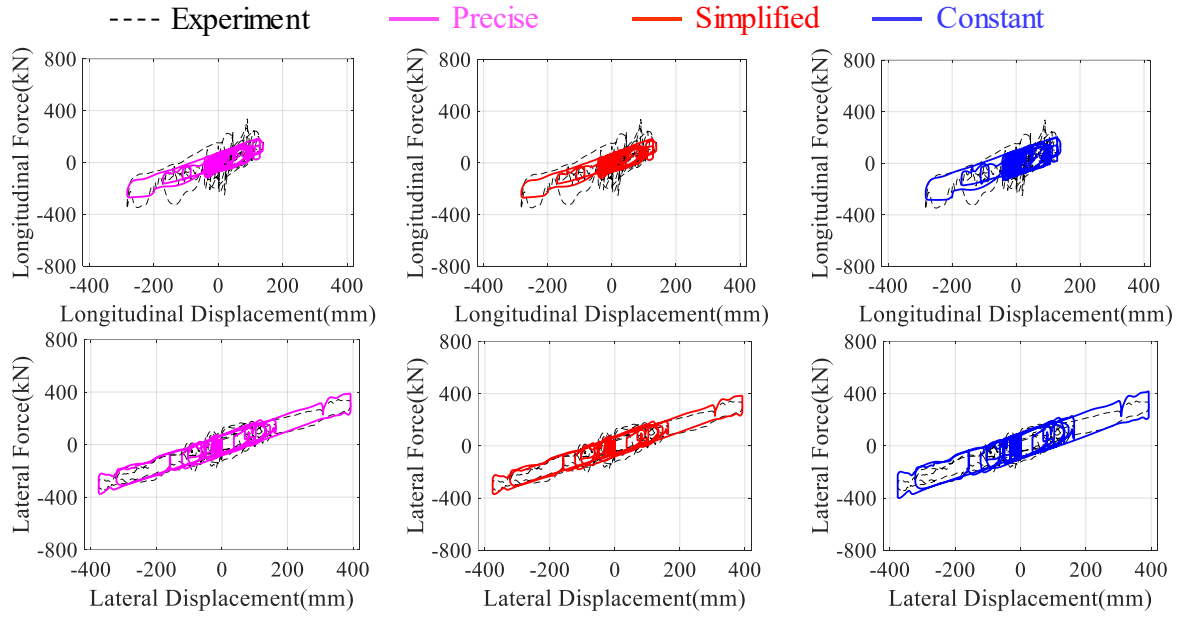 Experiment Precise Simplified Constant
Longitudinal Force(kN)
800
400
0
-400
-800
-400 -200 0 200 400
Longitudinal Displacement(mm)
Longitudinal Force(kN)
800
400
0
-400
-800
-400 -200 0 200 400
Longitudinal Displacement(mm)
Longitudinal Force(kN)
800
400
0
-400
-800
-400 -200 0 200 400
Longitudinal Displacement(mm)
Lateral Force(kN)
800
400
0
-400
-800
-400 -200 0 200 400
Lateral Displacement(mm)
Lateral Force(kN)
800
400
0
-400
-800
-400 -200 0 200 400
Lateral Displacement(mm)
Lateral Force(kN)
800
400
0
-400
-800
-400 -200 0 200 400
Lateral Displacement(mm)